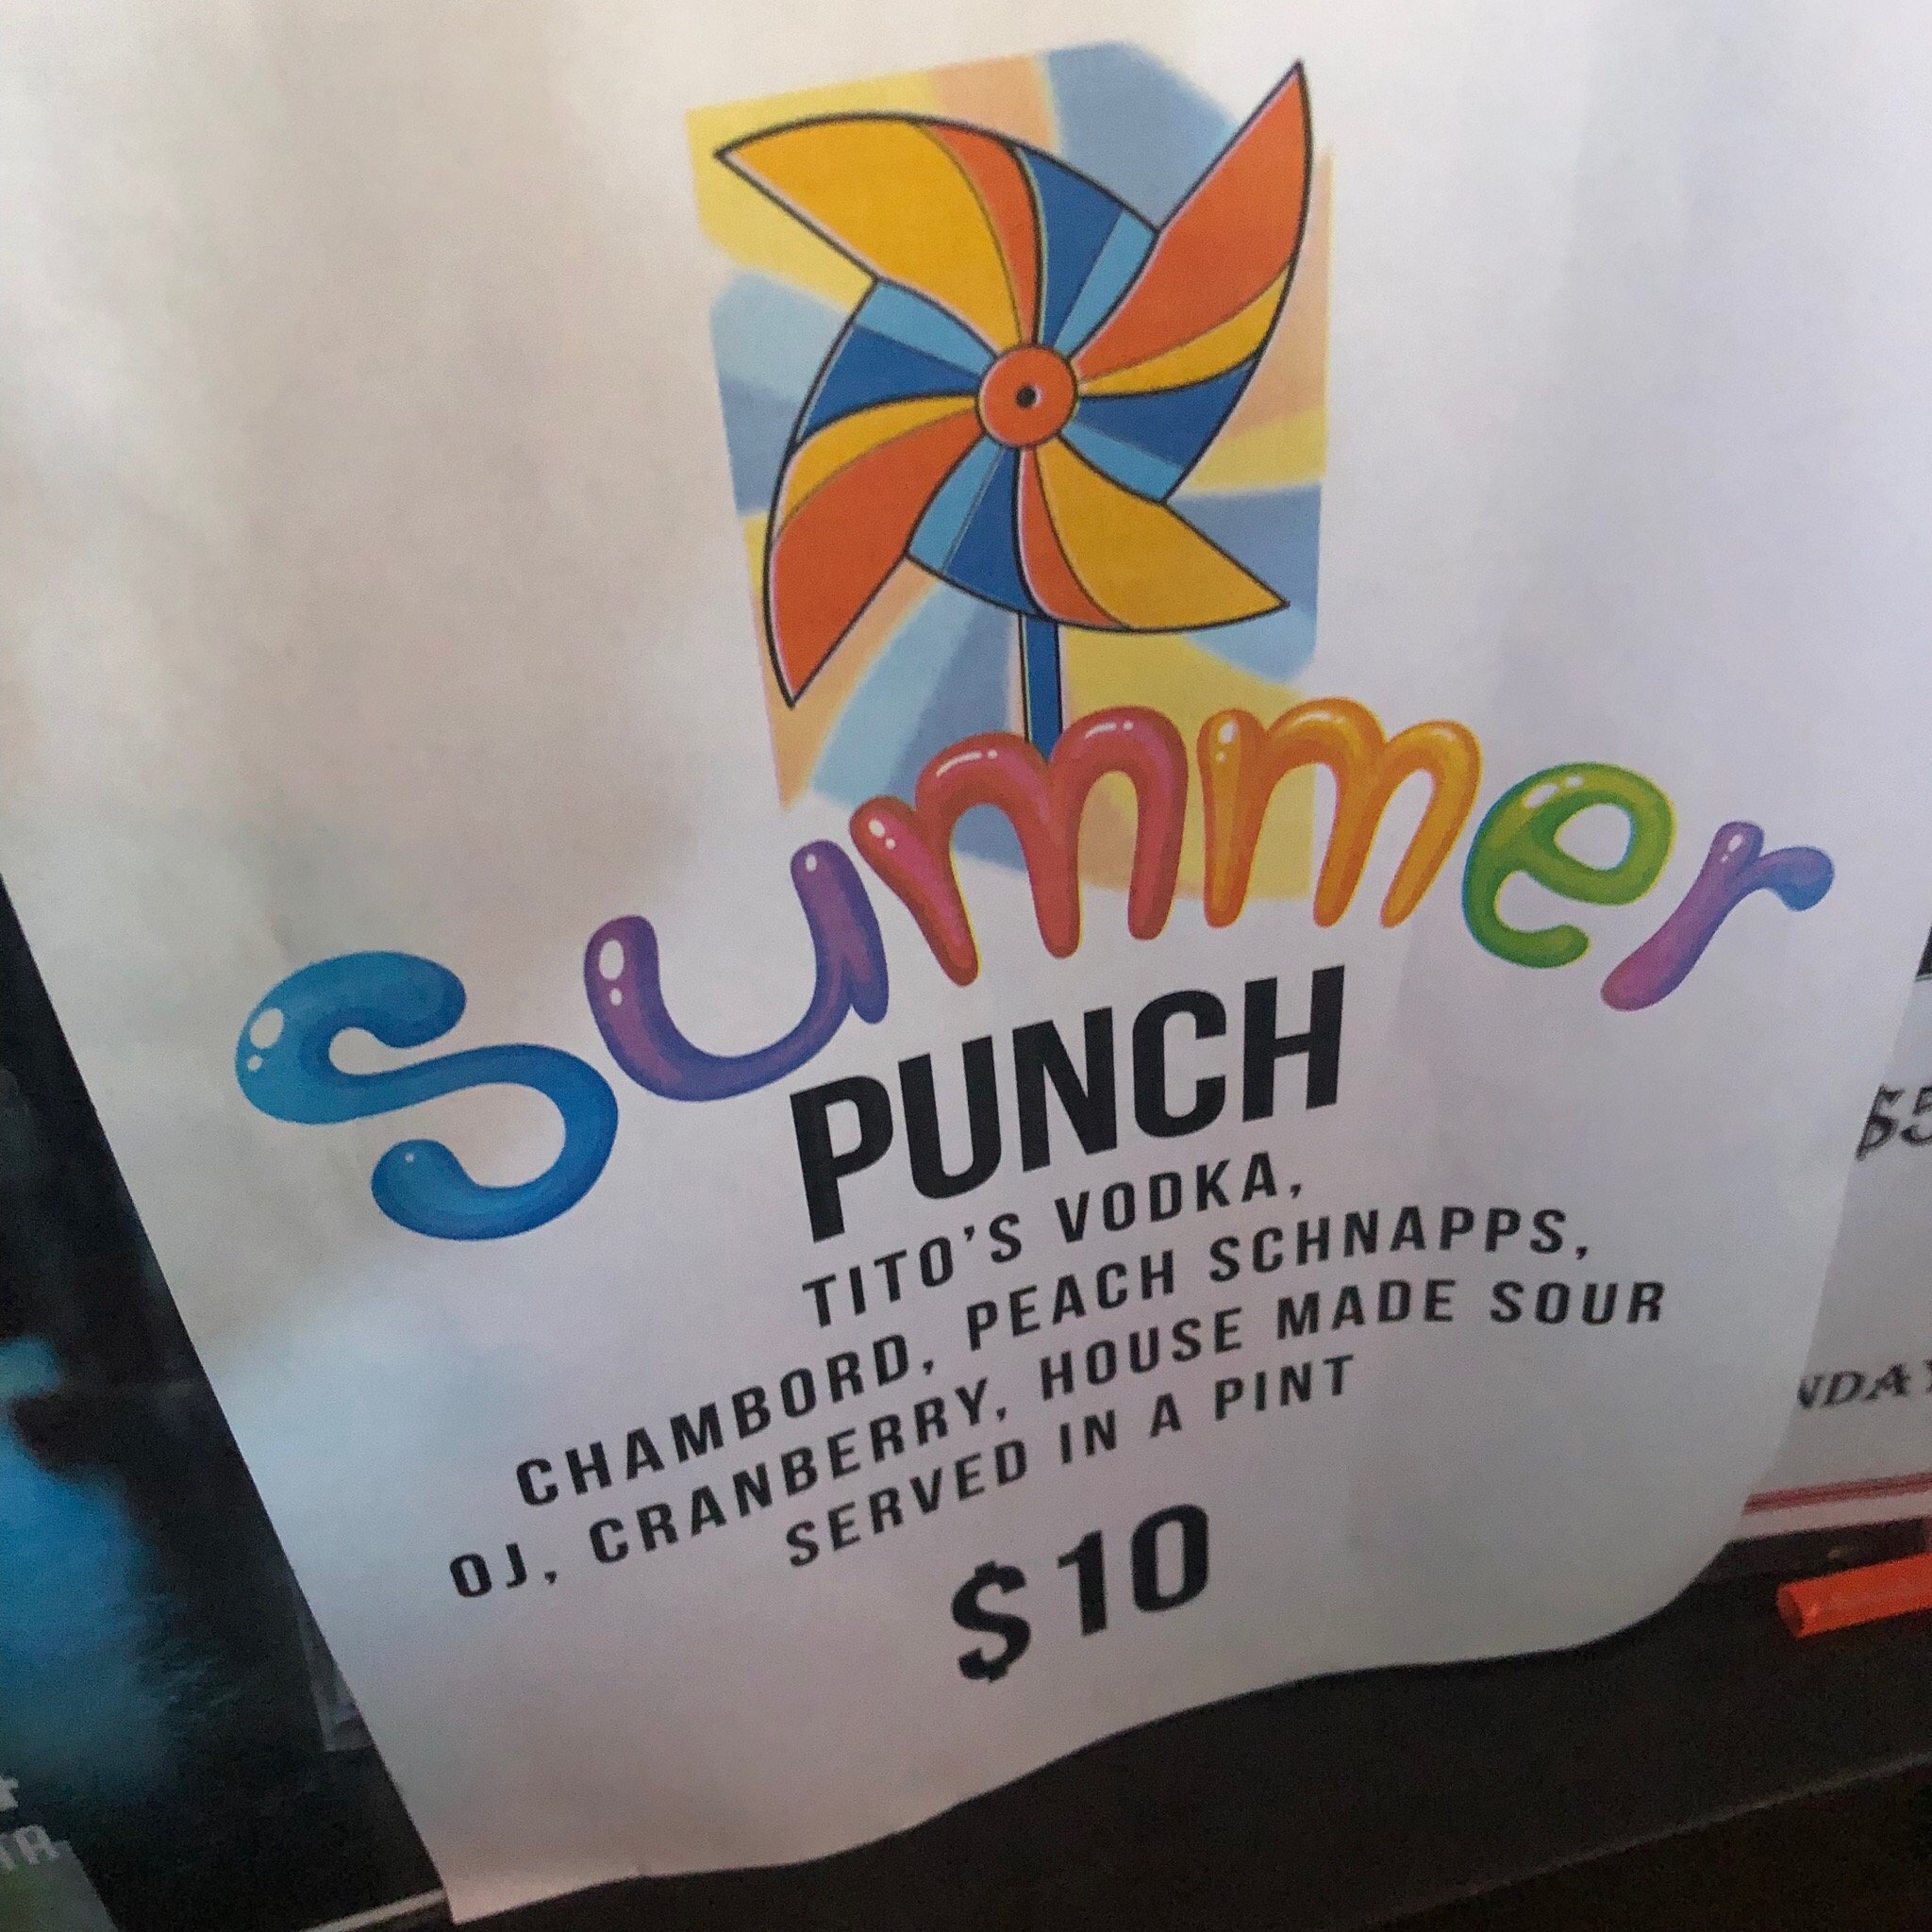 summer
PUNCH
TITO'S VODKA,
CHAMBORD, PEACH SCHNAPPS,
OJ, CRANBERRY, HOUSE MADE SOUR
SERVED IN A PINT
$10